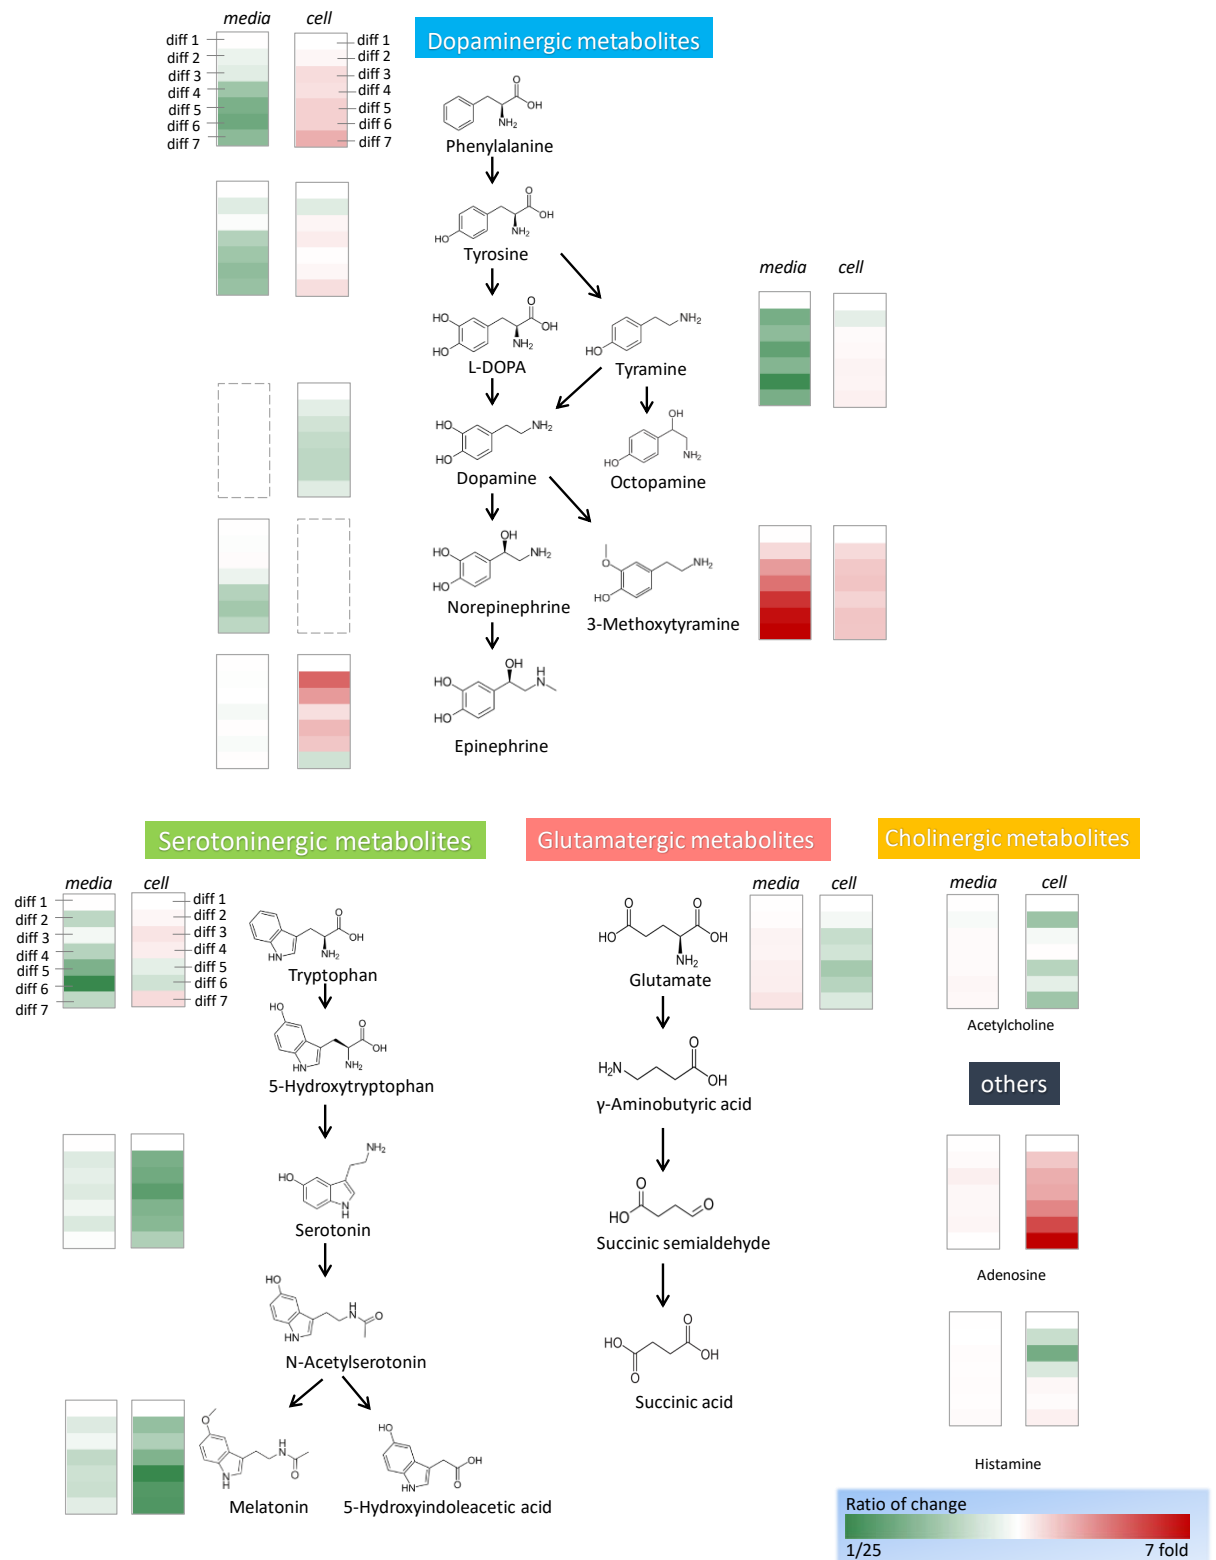 media cell
Dopaminergic metabolites
diff 1
diff 2
diff 3
diff 4
diff 5
diff 6
diff 7
diff 1
diff 2
diff 3
diff 4
diff 5
diff 6
diff 7
O
OH
NH₂
Phenylalanine
O
OH
NH₂
HO
Tyrosine
media cell
O
HO
OH
HO
NH₂
L-DOPA
NH₂
HO
Tyramine
HO
NH₂
HO
Dopamine
OH
NH₂
HO
Octopamine
OH
HO
NH₂
HO
Norepinephrine
O
NH₂
HO
3-Methoxytyramine
OH
H
HO
N
HO
Epinephrine
Serotoninergic metabolites
media cell
diff 1
diff 2
diff 3
diff 4
diff 5
diff 6
diff 7
diff 1
diff 2
diff 3
diff 4
diff 5
diff 6
diff 7
O
OH
NH₂
HN
Tryptophan
HO
O
OH
NH₂
HN
5-Hydroxytryptophan
NH₂
HO
N
H
Serotonin
HO
H
N
O
HN
N-Acetylserotonin
O
H
N
O
N
H
Melatonin
HO
OH
O
HN
5-Hydroxyindoleacetic acid
Glutamatergic metabolites
media cell
O
O
HO
OH
NH₂
Glutamate
O
H₂N
OH
γ-Aminobutyric acid
O
O
HO
Succinic semialdehyde
O
HO
OH
O
Succinic acid
Cholinergic metabolites
media cell
Acetylcholine
others
Adenosine
Histamine
Ratio of change
1/25 7 fold